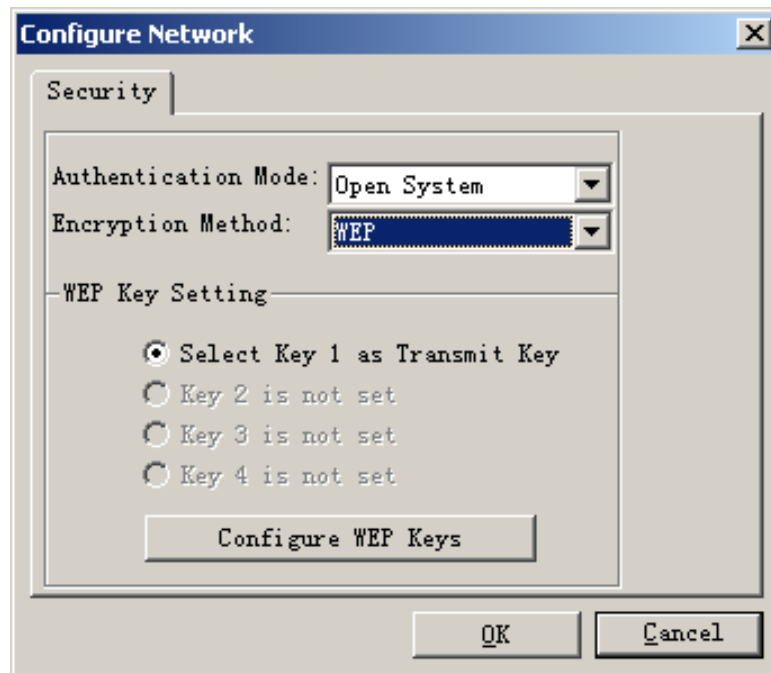 Configure Network
Security
Authentication Mode: Open System
Encryption Method: WEP
WEP Key Setting
Select Key 1 as Transmit Key
Key 2 is not set
Key 3 is not set
Key 4 is not set
Configure WEP Keys
OK Cancel